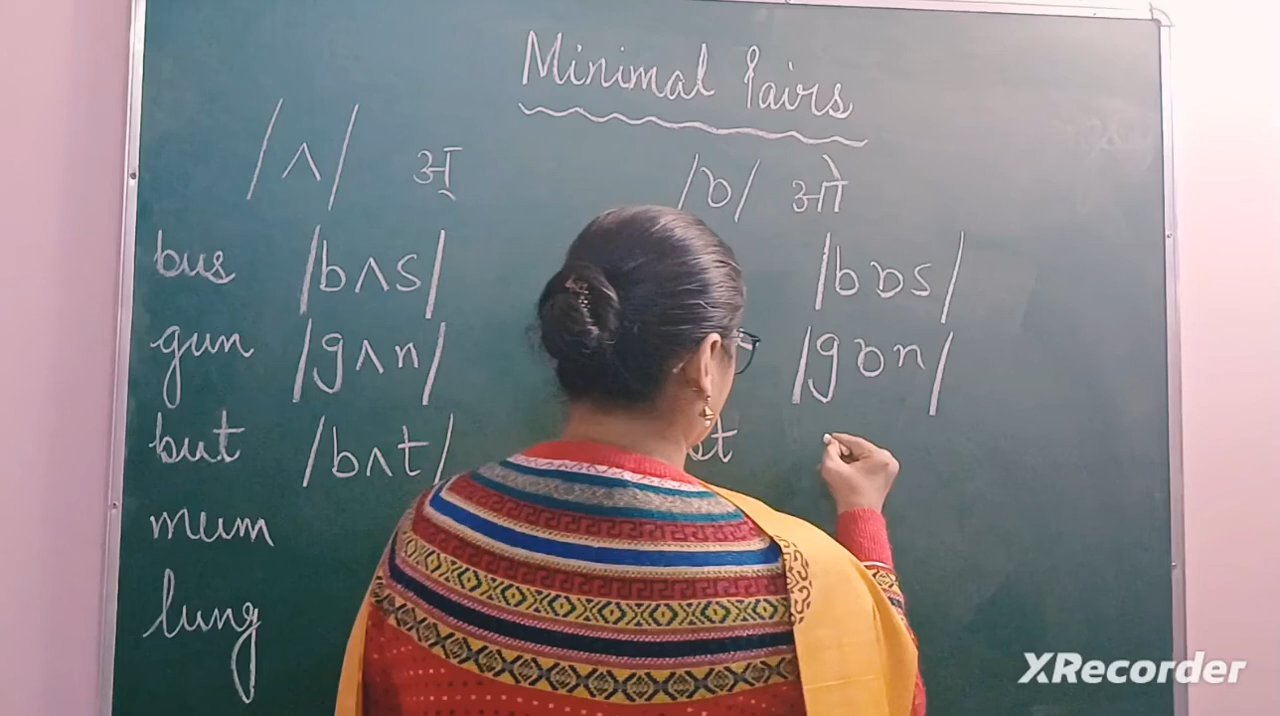 Minimal Pairs
/ʌ/ अ् /ɒ/ ओ
bus /bʌs/ /bɒs/
gun /gʌn/ /gɒn/
but /bʌt/
mum
lung
XRecorder